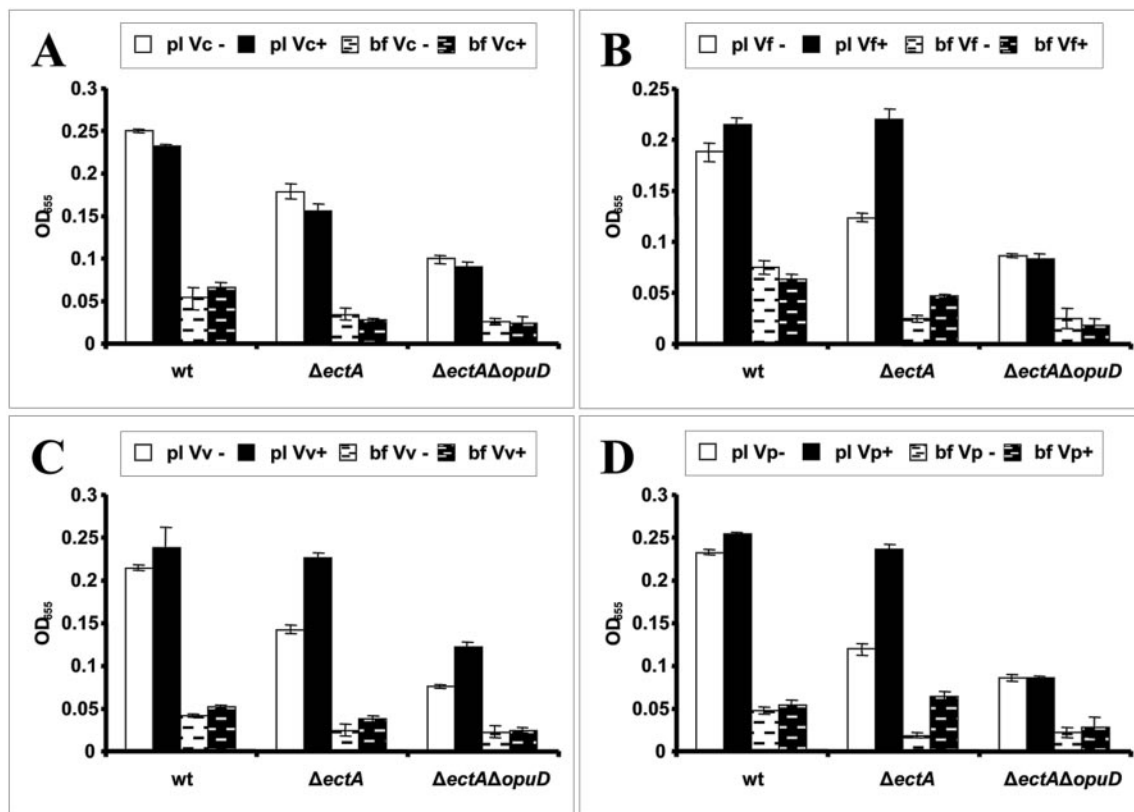 A
pl Vc - pl Vc+ bf Vc - bf Vc+
0.3
0.25
0.2
0.15
0.1
0.05
0
OD655
wt ΔectA ΔectAΔopuD
B
pl Vf - pl Vf+ bf Vf - bf Vf+
0.25
0.2
0.15
0.1
0.05
0
OD655
wt ΔectA ΔectAΔopuD
C
pl Vv - pl Vv+ bf Vv - bf Vv+
0.3
0.25
0.2
0.15
0.1
0.05
0
OD655
wt ΔectA ΔectAΔopuD
D
pl Vp- pl Vp+ bf Vp - bf Vp+
0.3
0.25
0.2
0.15
0.1
0.05
0
OD655
wt ΔectA ΔectAΔopuD